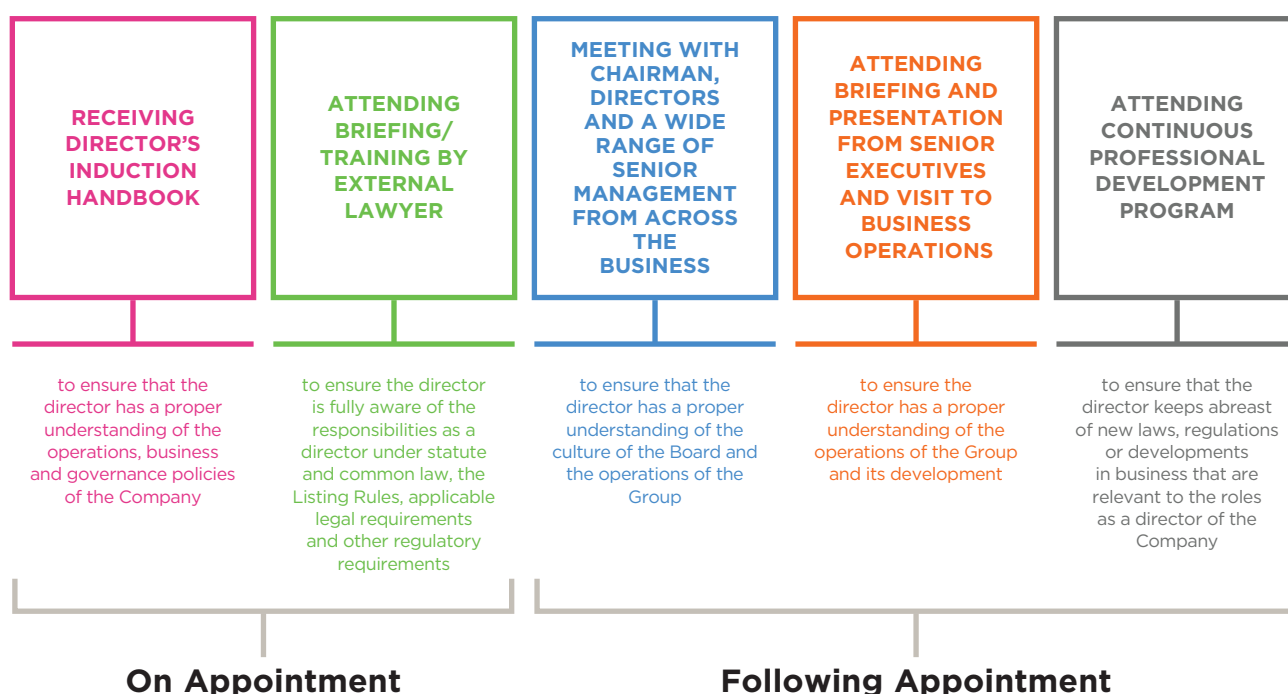 RECEIVING
DIRECTOR’S
INDUCTION
HANDBOOK
ATTENDING
BRIEFING/
TRAINING BY
EXTERNAL
LAWYER
MEETING WITH
CHAIRMAN,
DIRECTORS
AND A WIDE
RANGE OF
SENIOR
MANAGEMENT
FROM ACROSS
THE
BUSINESS
ATTENDING
BRIEFING AND
PRESENTATION
FROM SENIOR
EXECUTIVES
AND VISIT TO
BUSINESS
OPERATIONS
ATTENDING
CONTINUOUS
PROFESSIONAL
DEVELOPMENT
PROGRAM
to ensure that the
director has a proper
understanding of the
operations, business
and governance policies
of the Company
to ensure the director
is fully aware of the
responsibilities as a
director under statute
and common law, the
Listing Rules, applicable
legal requirements
and other regulatory
requirements
to ensure that the
director has a proper
understanding of the
culture of the Board and
the operations of the
Group
to ensure the
director has a proper
understanding of the
operations of the Group
and its development
to ensure that the
director keeps abreast
of new laws, regulations
or developments
in business that are
relevant to the roles
as a director of the
Company
On Appointment
Following Appointment